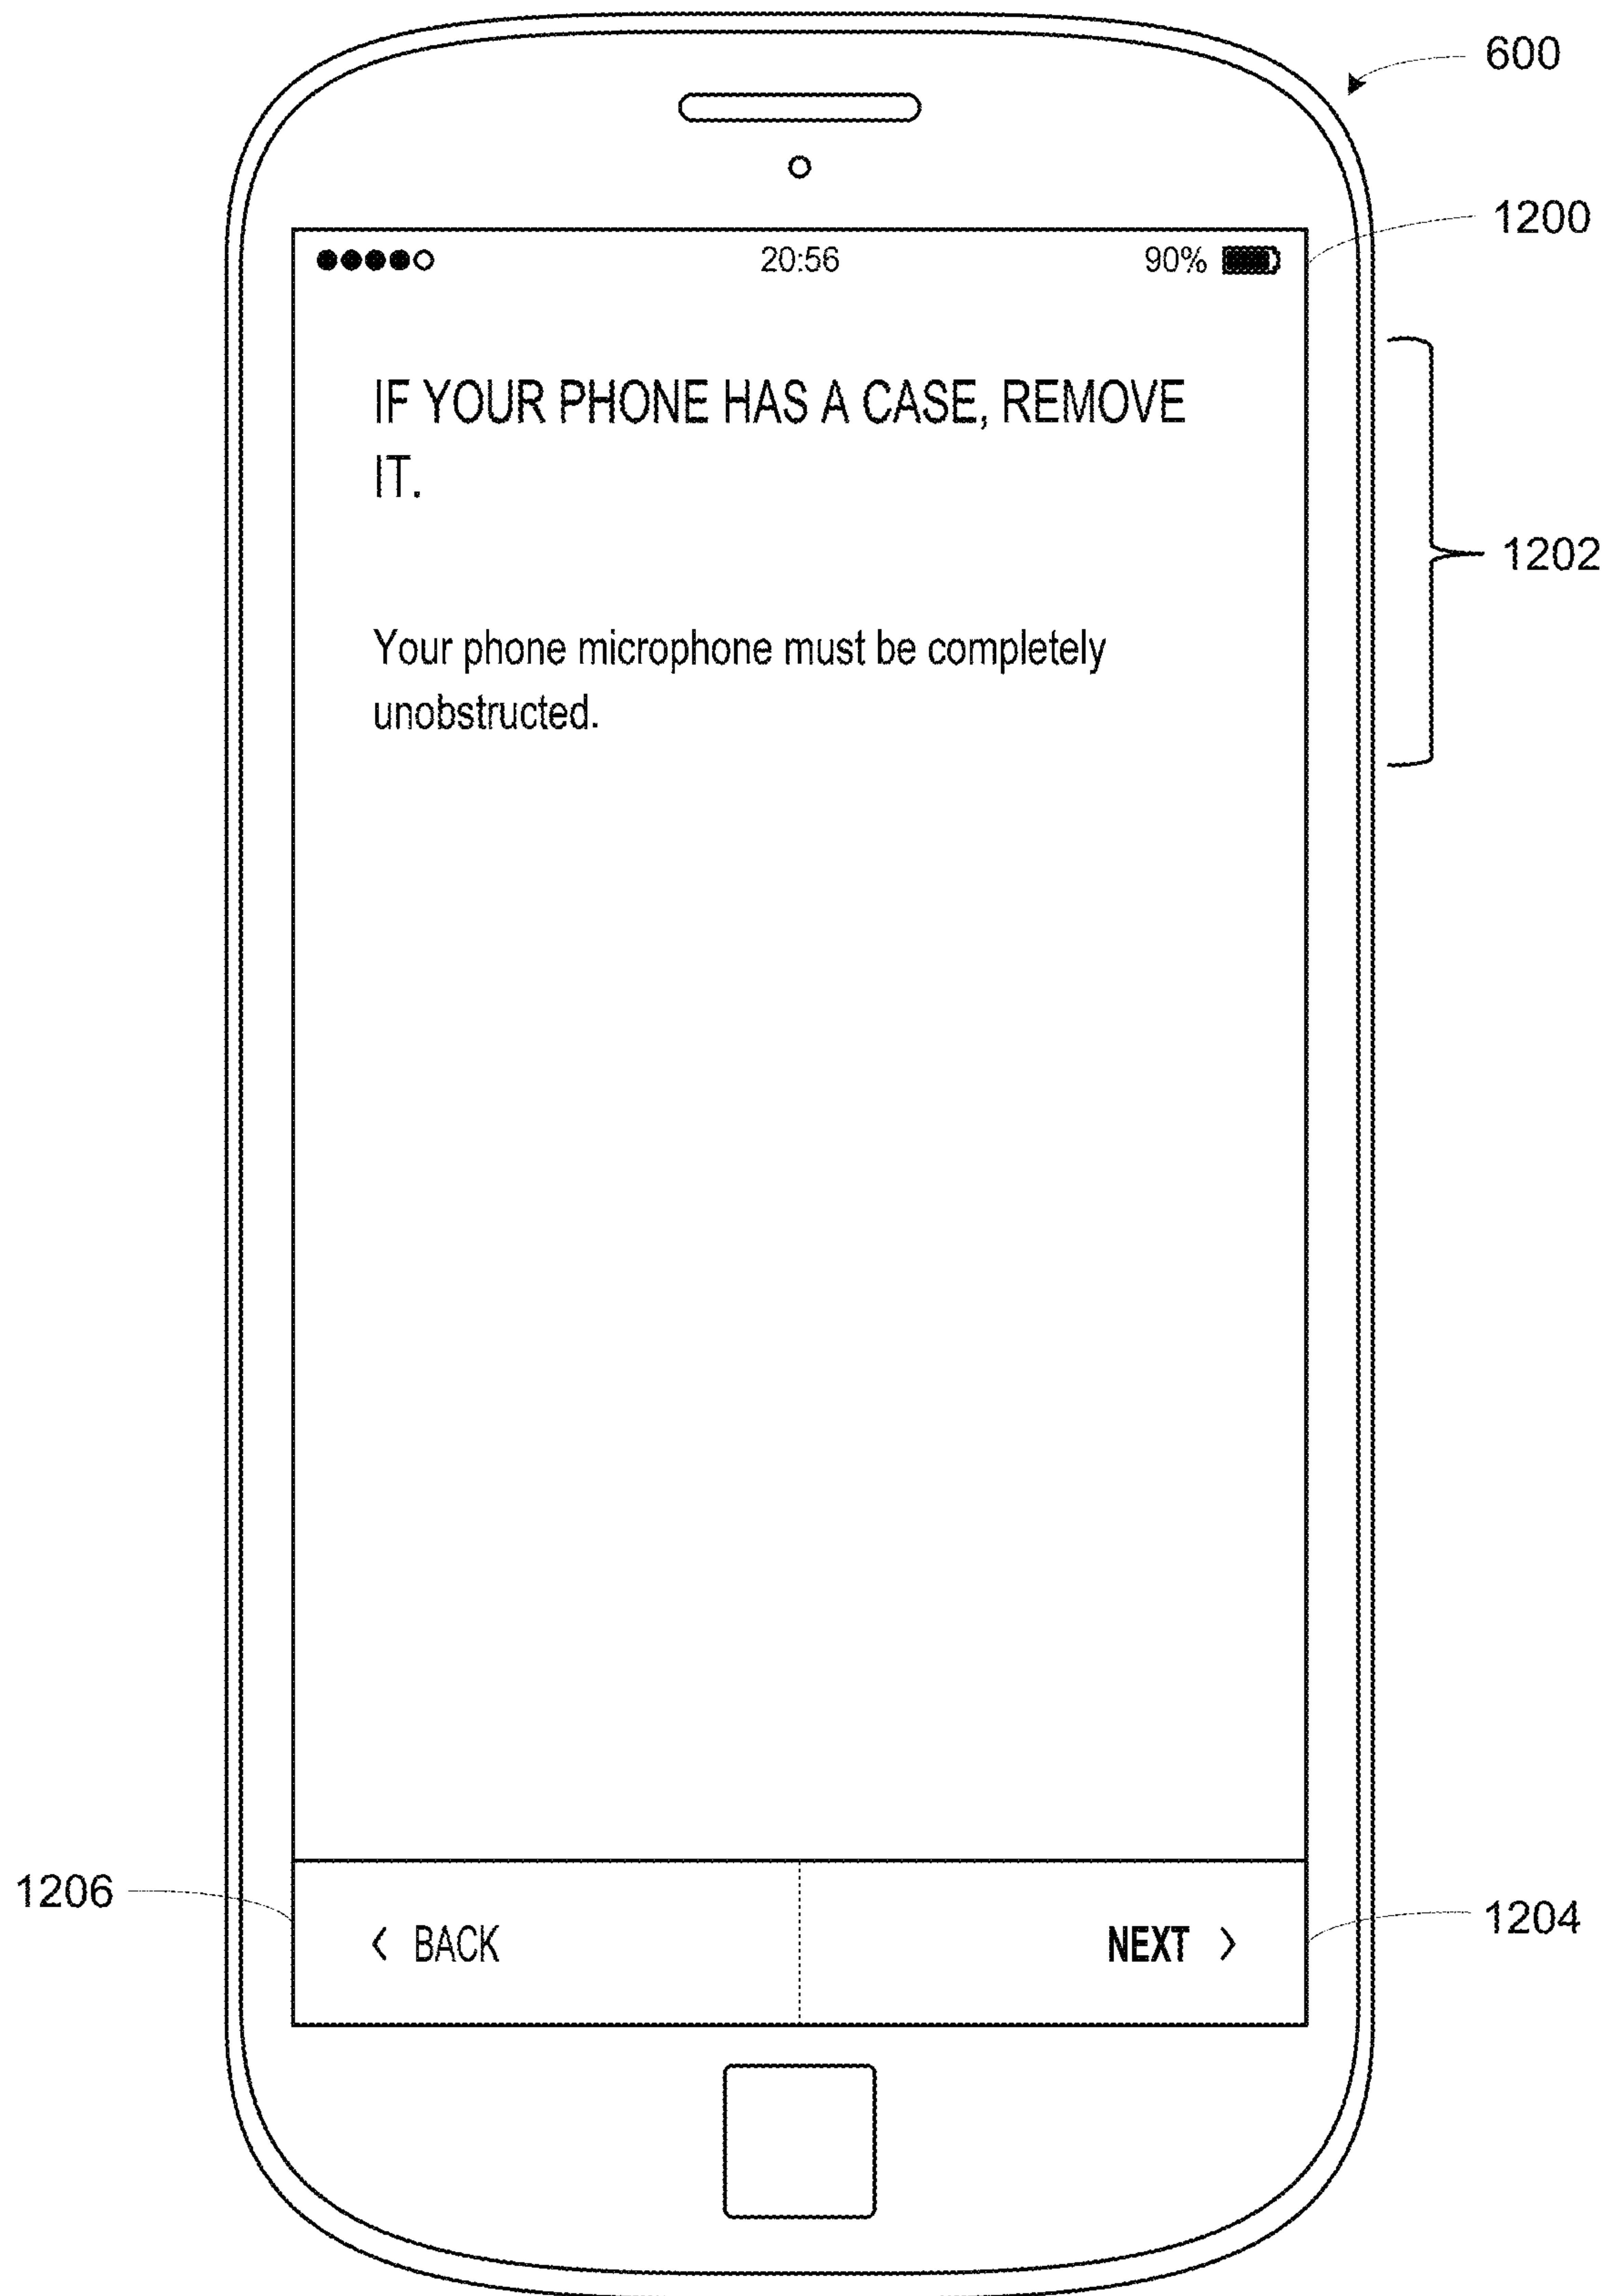 600
1200
20:56 90%
IF YOUR PHONE HAS A CASE, REMOVE
IT.
1202
Your phone microphone must be completely
unobstructed.
1206
< BACK NEXT >
1204